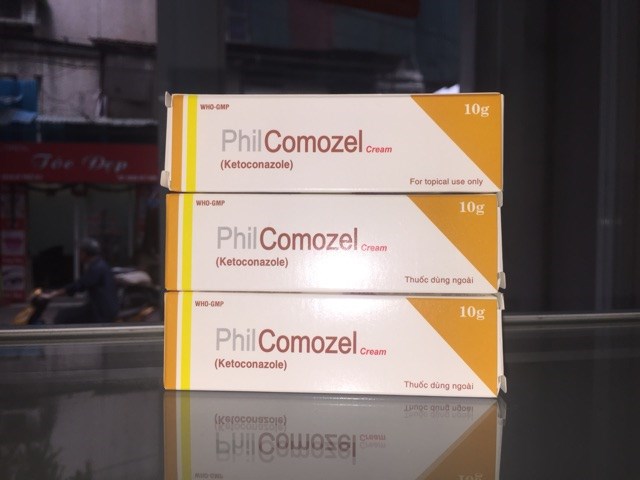 Tóc Đẹp
WHO-GMP
10g
PhilComozel Cream
(Ketoconazole)
For topical use only
WHO-GMP
10g
PhilComozel Cream
(Ketoconazole)
Thuốc dùng ngoài
WHO-GMP
10g
PhilComozel Cream
(Ketoconazole)
Thuốc dùng ngoài